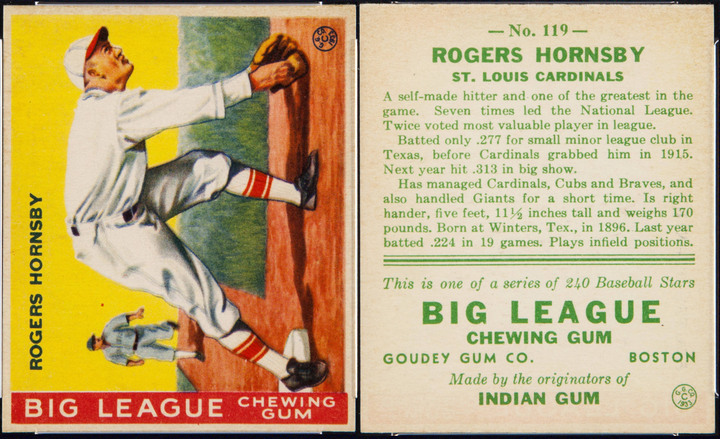 ROGERS HORNSBY
BIG LEAGUE CHEWING GUM
— No. 119 —
ROGERS HORNSBY
ST. LOUIS CARDINALS
A self-made hitter and one of the greatest in the
game. Seven times led the National League.
Twice voted most valuable player in league.
Batted only .277 for small minor league club in
Texas, before Cardinals grabbed him in 1915.
Next year hit .313 in big show.
Has managed Cardinals, Cubs and Braves, and
also handled Giants for a short time. Is right
hander, five feet, 11½ inches tall and weighs 170
pounds. Born at Winters, Tex., in 1896. Last year
batted .224 in 19 games. Plays infield positions.
This is one of a series of 240 Baseball Stars
BIG LEAGUE
CHEWING GUM
GOUDEY GUM CO. BOSTON
Made by the originators of
INDIAN GUM
G.G.CO.
C
1933